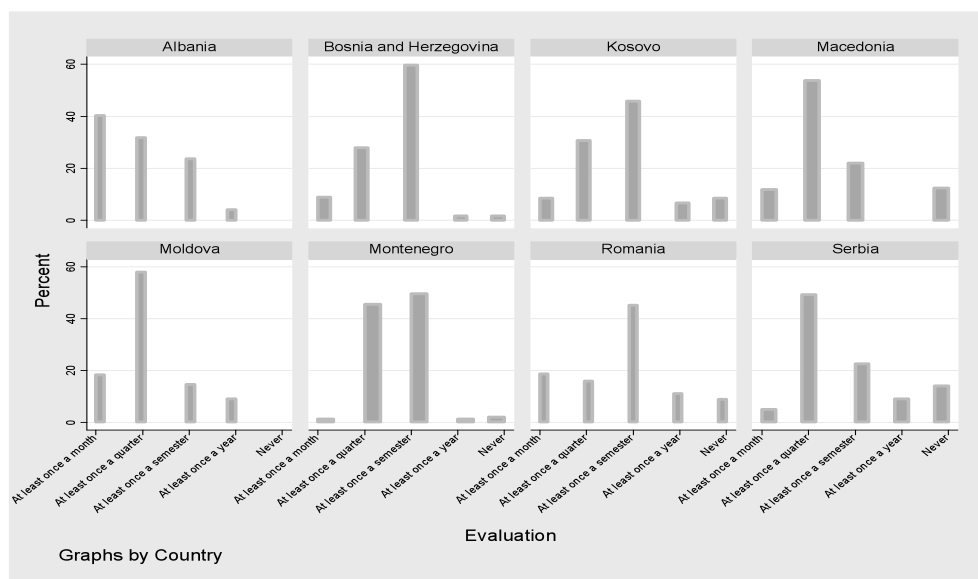 Albania
Bosnia and Herzegovina
Kosovo
Macedonia
60
40
20
0
Moldova
Montenegro
Romania
Serbia
60
40
20
0
Percent
At least once a month
At least once a quarter
At least once a semester
At least once a year
Never
At least once a month
At least once a quarter
At least once a semester
At least once a year
Never
At least once a month
At least once a quarter
At least once a semester
At least once a year
Never
At least once a month
At least once a quarter
At least once a semester
At least once a year
Never
Evaluation
Graphs by Country